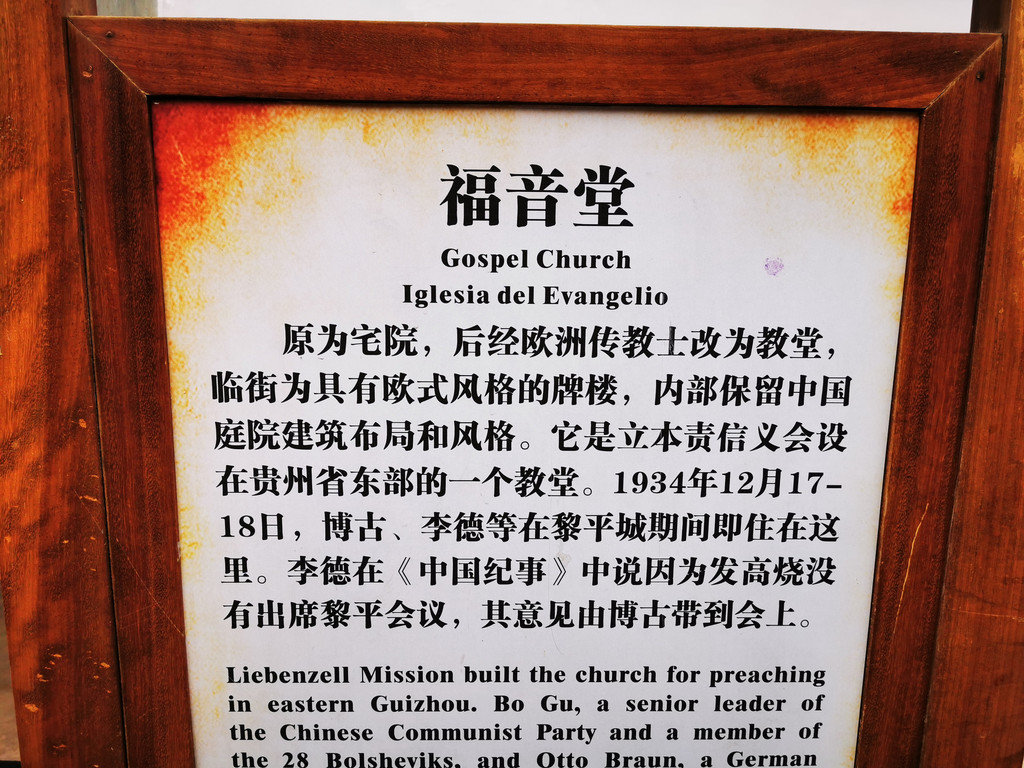 福音堂
Gospel Church
Iglesia del Evangelio
原为宅院，后经欧洲传教士改为教堂，
临街为具有欧式风格的牌楼，内部保留中国
庭院建筑布局和风格。它是立本责信义会设
在贵州省东部的一个教堂。1934年12月17-
18日，博古、李德等在黎平城期间即住在这
里。李德在《中国纪事》中说因为发高烧没
有出席黎平会议，其意见由博古带到会上。
Liebenzell Mission built the church for preaching
in eastern Guizhou. Bo Gu, a senior leader of
the Chinese Communist Party and a member of
the 28 Bolsheviks, and Otto Braun, a German